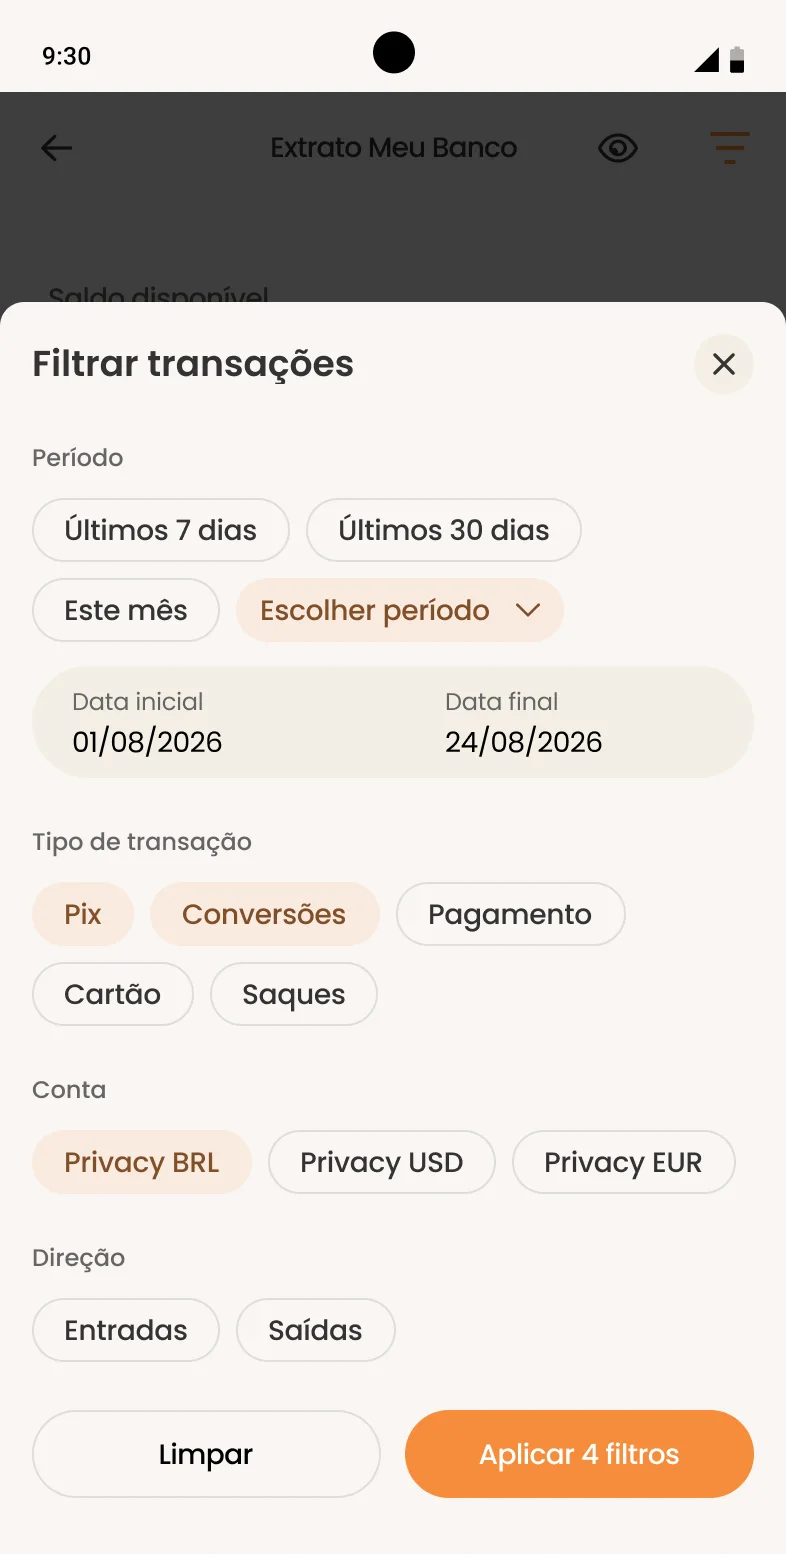 9:30
Extrato Meu Banco
Saldo disponível
Filtrar transações
Período
Últimos 7 dias
Últimos 30 dias
Este mês
Escolher período
Data inicial
Data final
01/08/2026
24/08/2026
Tipo de transação
Pix
Conversões
Pagamento
Cartão
Saques
Conta
Privacy BRL
Privacy USD
Privacy EUR
Direção
Entradas
Saídas
Limpar
Aplicar 4 filtros